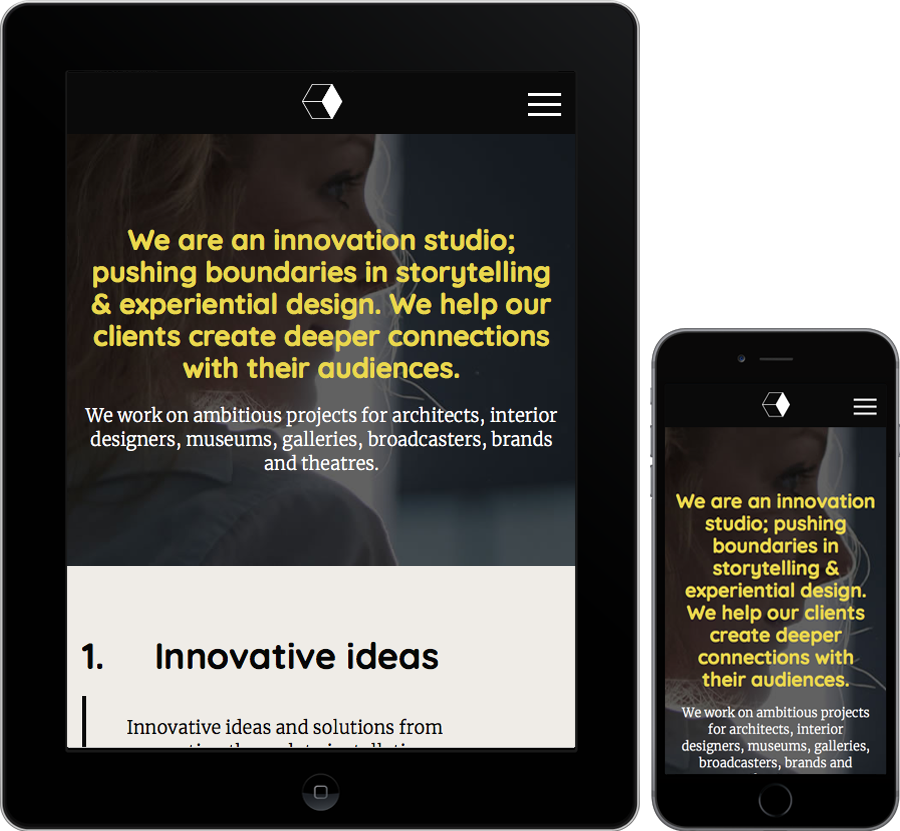 We are an innovation studio;
pushing boundaries in storytelling
& experiential design. We help our
clients create deeper connections
with their audiences.
We work on ambitious projects for architects, interior
designers, museums, galleries, broadcasters, brands
and theatres.
1. Innovative ideas
Innovative ideas and solutions from
We are an innovation
studio; pushing
boundaries in
storytelling &
experiential design.
We help our clients
create deeper
connections with
their audiences.
We work on ambitious projects
for architects, interior
designers, museums, galleries,
broadcasters, brands and